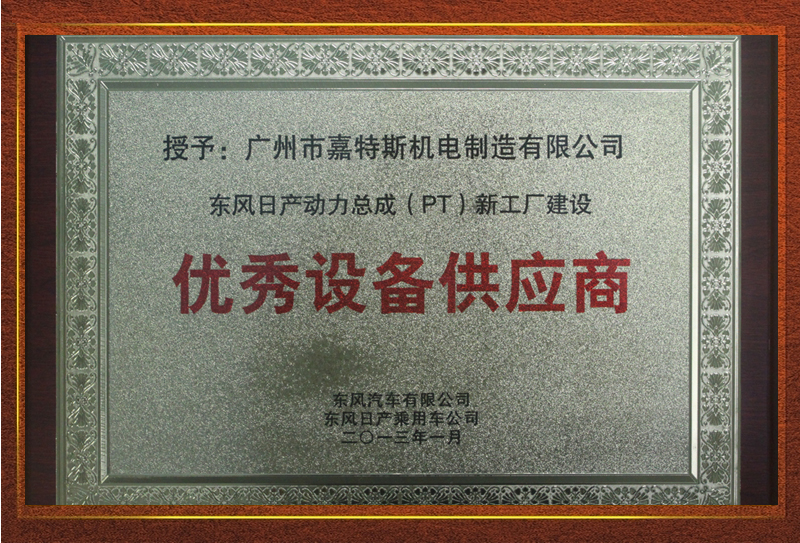 授予：广州市嘉特斯机电制造有限公司
东风日产动力总成（PT）新工厂建设
优秀设备供应商
东风汽车有限公司
东风日产乘用车公司
二〇一三年一月